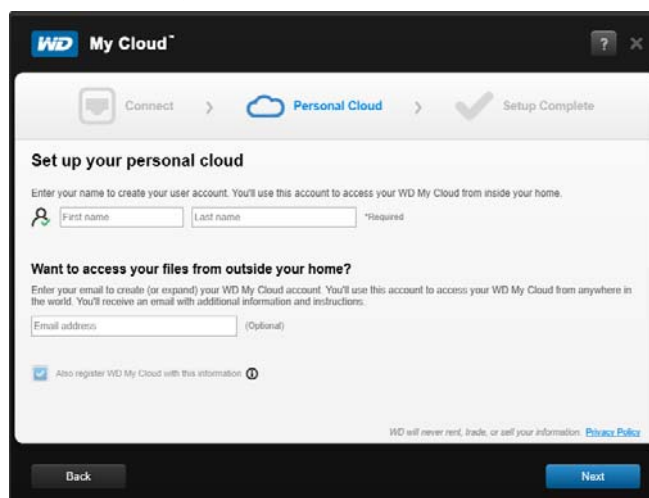 WD My Cloud™ ?
Connect Personal Cloud Setup Complete
Set up your personal cloud
Enter your name to create your user account. You'll use this account to access your WD My Cloud from inside your home.
First name Last name *Required
Want to access your files from outside your home?
Enter your email to create (or expand) your WD My Cloud account. You'll use this account to access your WD My Cloud from anywhere in
the world. You'll receive an email with additional information and instructions.
Email address (Optional)
Also register WD My Cloud with this information
WD will never rent, trade, or sell your information. Privacy Policy
Back Next